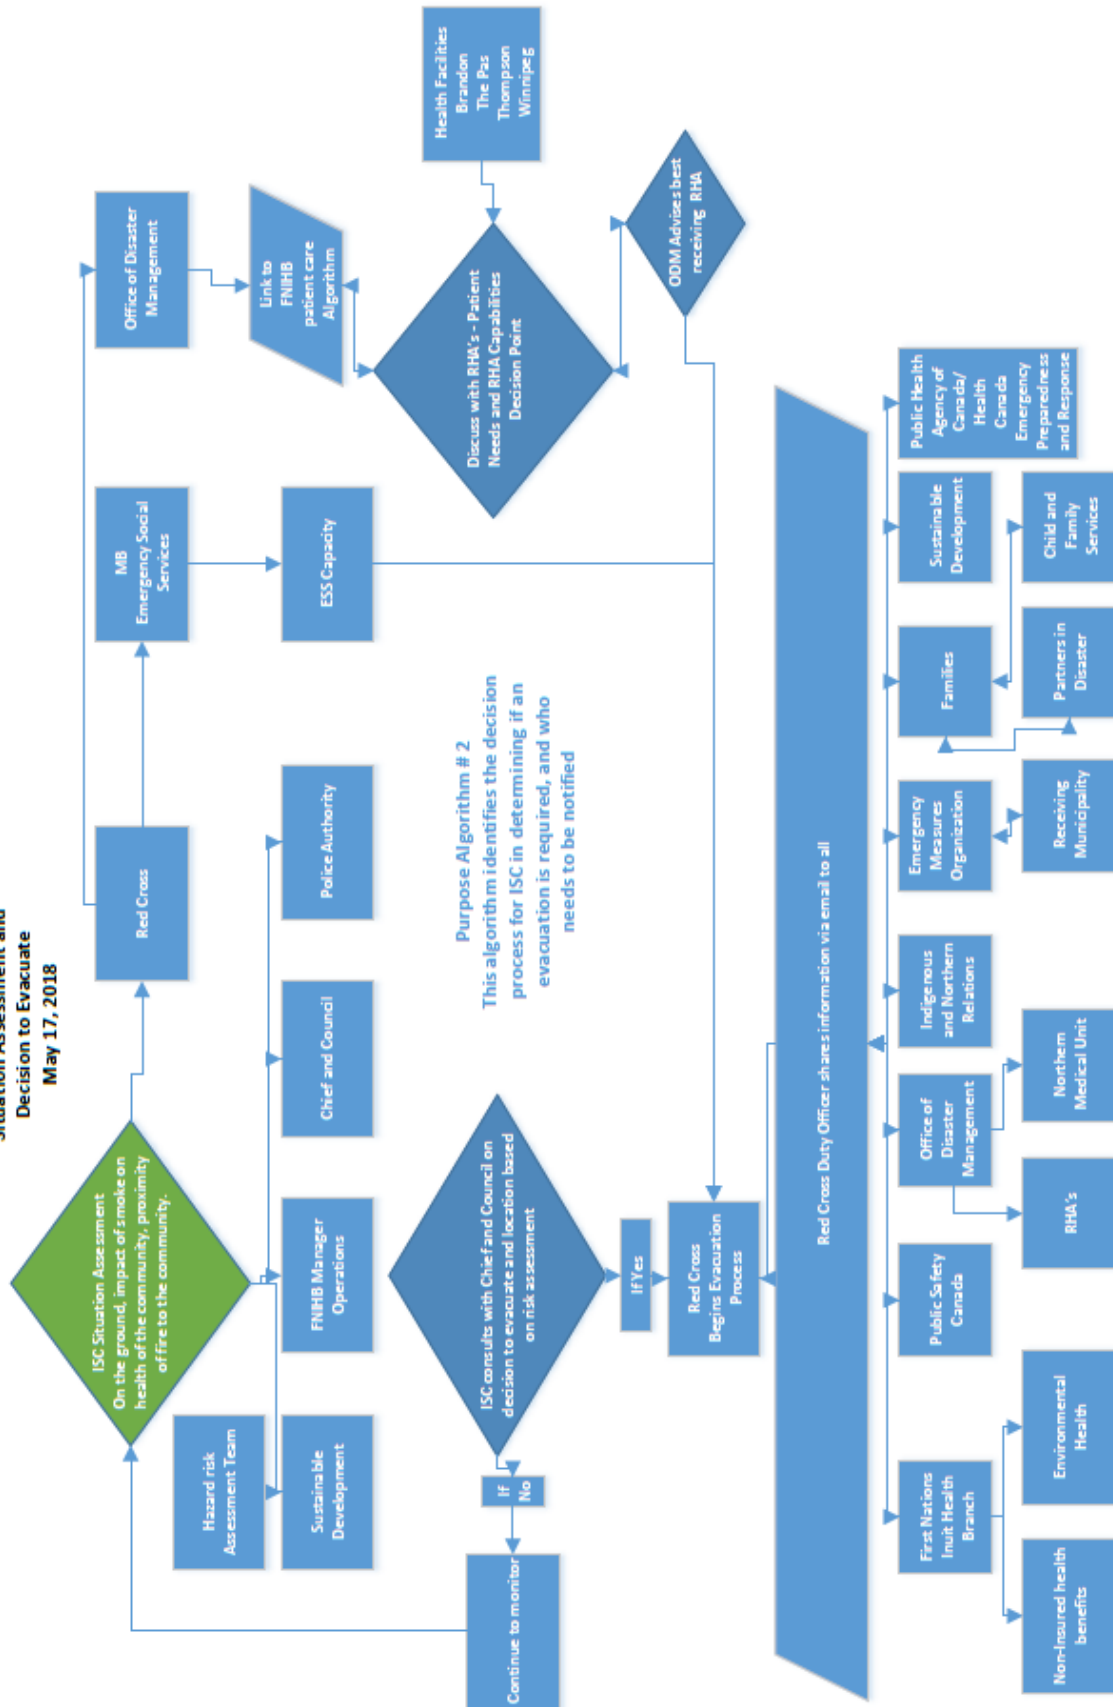 Situation Assessment and
Decision to Evacuate
May 17, 2018
ISC Situation Assessment
On the ground, impact of smoke on
health of the community, proximity
of fire to the community.
Red Cross
MB
Emergency Social
Services
Office of Disaster
Management
Hazard risk
Assessment Team
Sustainable
Development
FNIHB Manager
Operations
Chief and Council
Police Authority
ESS Capacity
Link to
FNIHB
patient care
Algorithm
Health Facilities
Brandon
The Pas
Thompson
Winnipeg
Discuss with RHA's - Patient
Needs and RHA Capabilities
Decision Point
ODM Advises best
receiving RHA
Purpose Algorithm # 2
This algorithm identifies the decision
process for ISC in determining if an
evacuation is required, and who
needs to be notified
ISC consults with Chief and Council on
decision to evacuate and location based
on risk assessment
If
No
Continue to monitor
If Yes
Red Cross
Begins Evacuation
Process
Red Cross Duty Officer shares information via email to all
First Nations
Inuit Health
Branch
Public Safety
Canada
Office of
Disaster
Management
Indigenous
and Northern
Relations
Emergency
Measures
Organization
Families
Sustainable
Development
Public Health
Agency of
Canada/
Health
Canada
Emergency
Preparedness
and Response
Non-Insured health
benefits
Environmental
Health
RHA's
Northern
Medical Unit
Receiving
Municipality
Partners in
Disaster
Child and
Family
Services